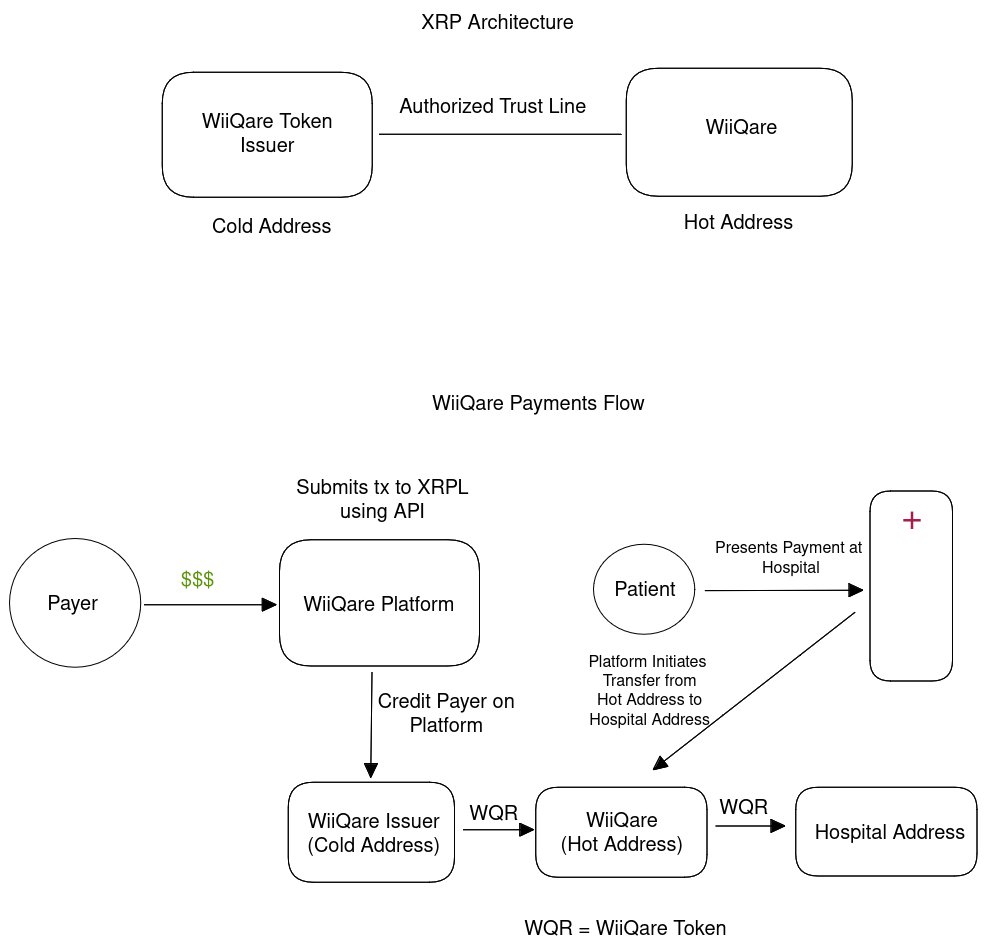 XRP Architecture
WiiQare Token
Issuer
Authorized Trust Line
WiiQare
Cold Address
Hot Address
WiiQare Payments Flow
Submits tx to XRPL
using API
Payer
$$$
WiiQare Platform
Patient
Presents Payment at
Hospital
+
Platform Initiates
Transfer from
Hot Address to
Hospital Address
Credit Payer on
Platform
WiiQare Issuer
(Cold Address)
WQR
WiiQare
(Hot Address)
WQR
Hospital Address
WQR = WiiQare Token